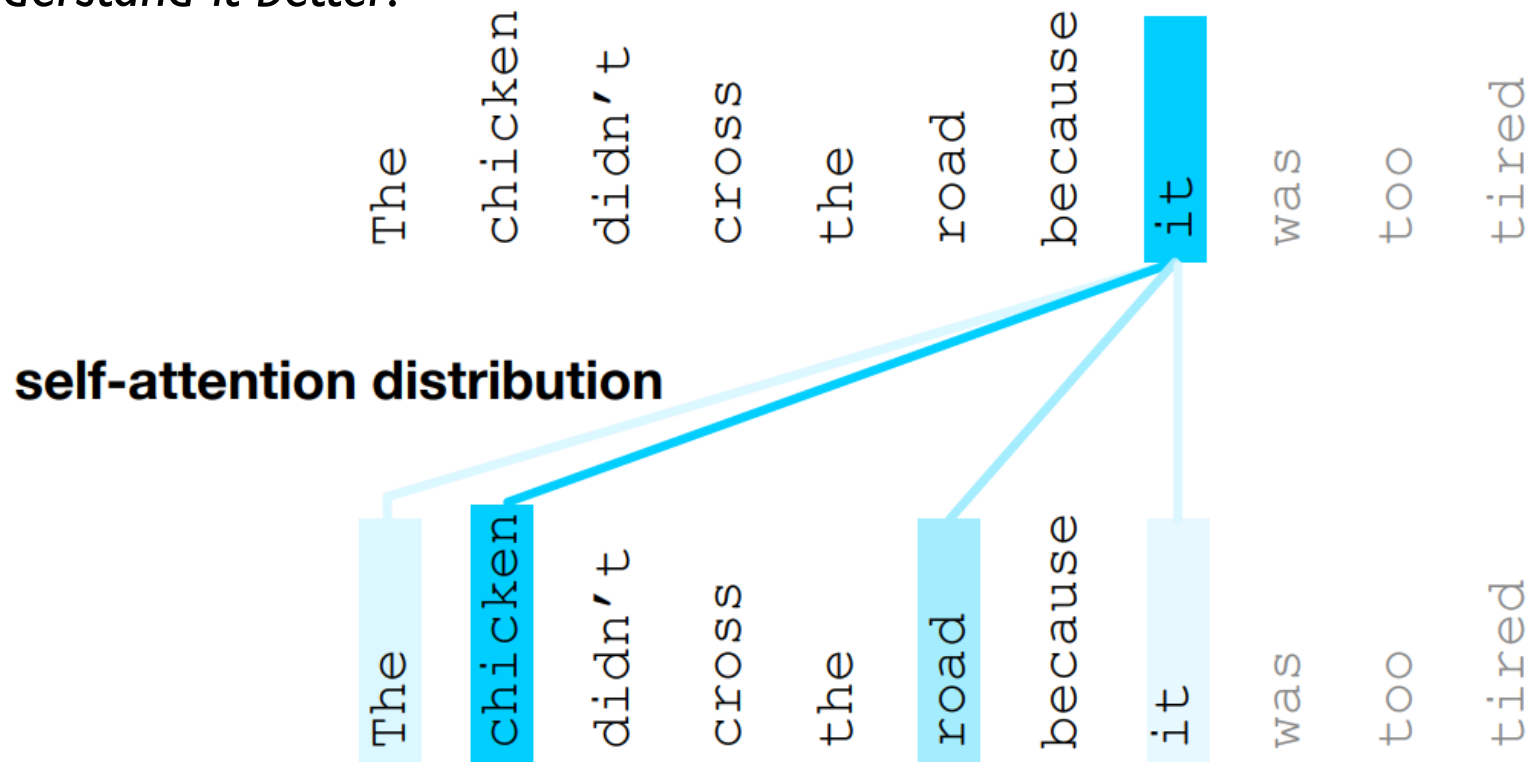 The chicken didn't cross the road because it was too tired
self-attention distribution
The chicken didn't cross the road because it was too tired